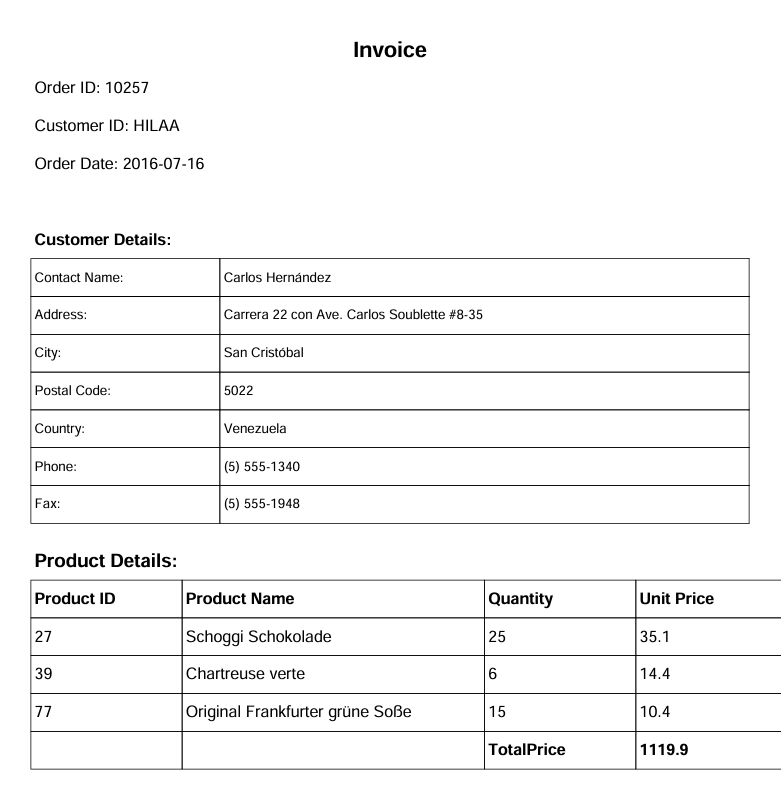 Invoice
Order ID: 10257
Customer ID: HILAA
Order Date: 2016-07-16
Customer Details:
Contact Name: Carlos Hernández
Address: Carrera 22 con Ave. Carlos Soublette #8-35
City: San Cristóbal
Postal Code: 5022
Country: Venezuela
Phone: (5) 555-1340
Fax: (5) 555-1948
Product Details:
Product ID Product Name Quantity Unit Price
27 Schoggi Schokolade 25 35.1
39 Chartreuse verte 6 14.4
77 Original Frankfurter grüne Soße 15 10.4
TotalPrice 1119.9